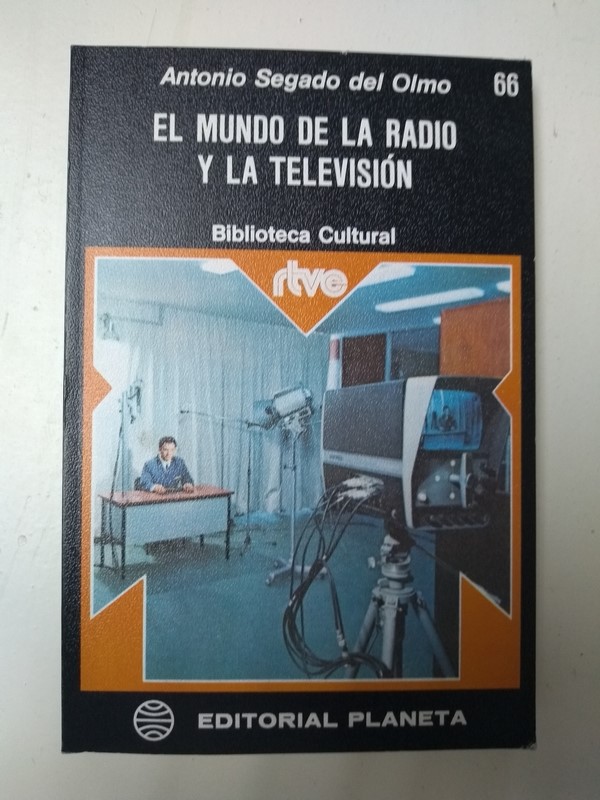 Antonio Segado del Olmo 66
EL MUNDO DE LA RADIO
Y LA TELEVISIÓN
Biblioteca Cultural
rtve
EDITORIAL PLANETA